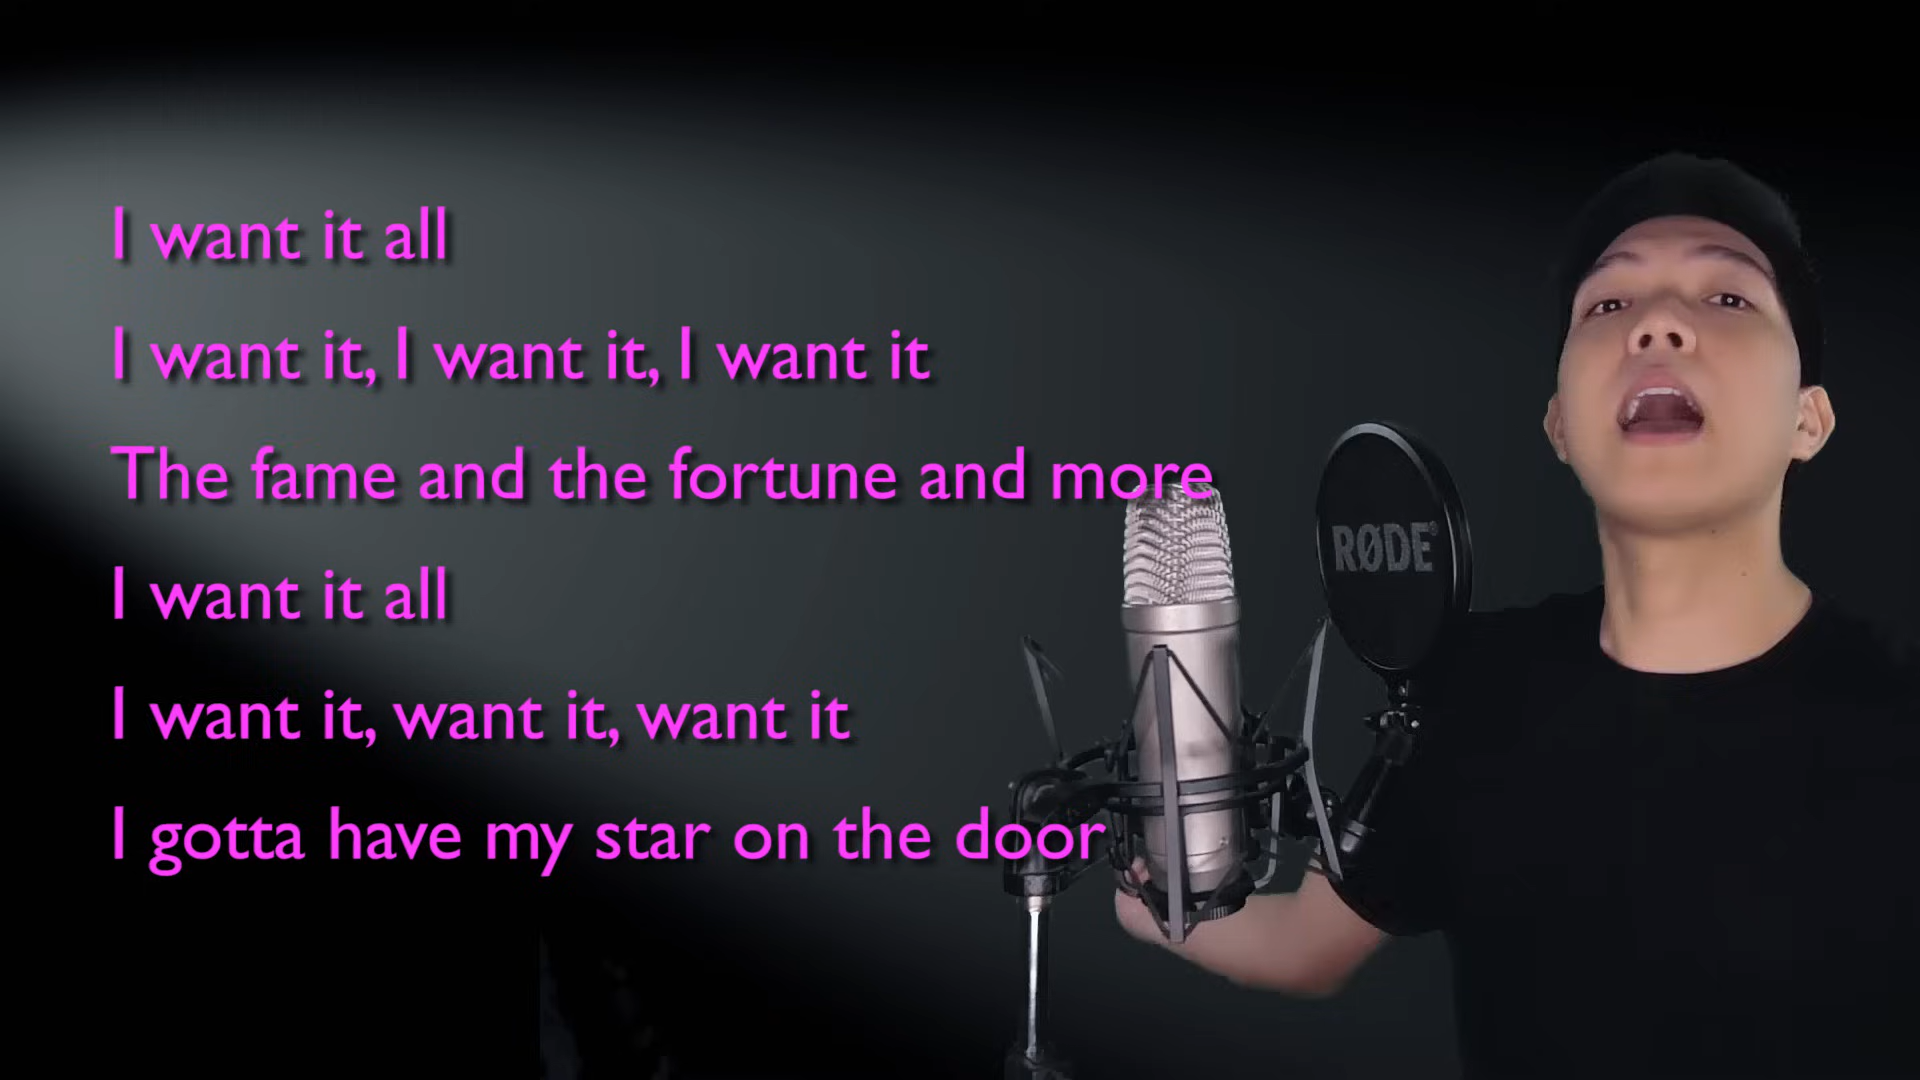 I want it all
I want it, I want it, I want it
The fame and the fortune and more
I want it all
I want it, want it, want it
I gotta have my star on the door
RØDE